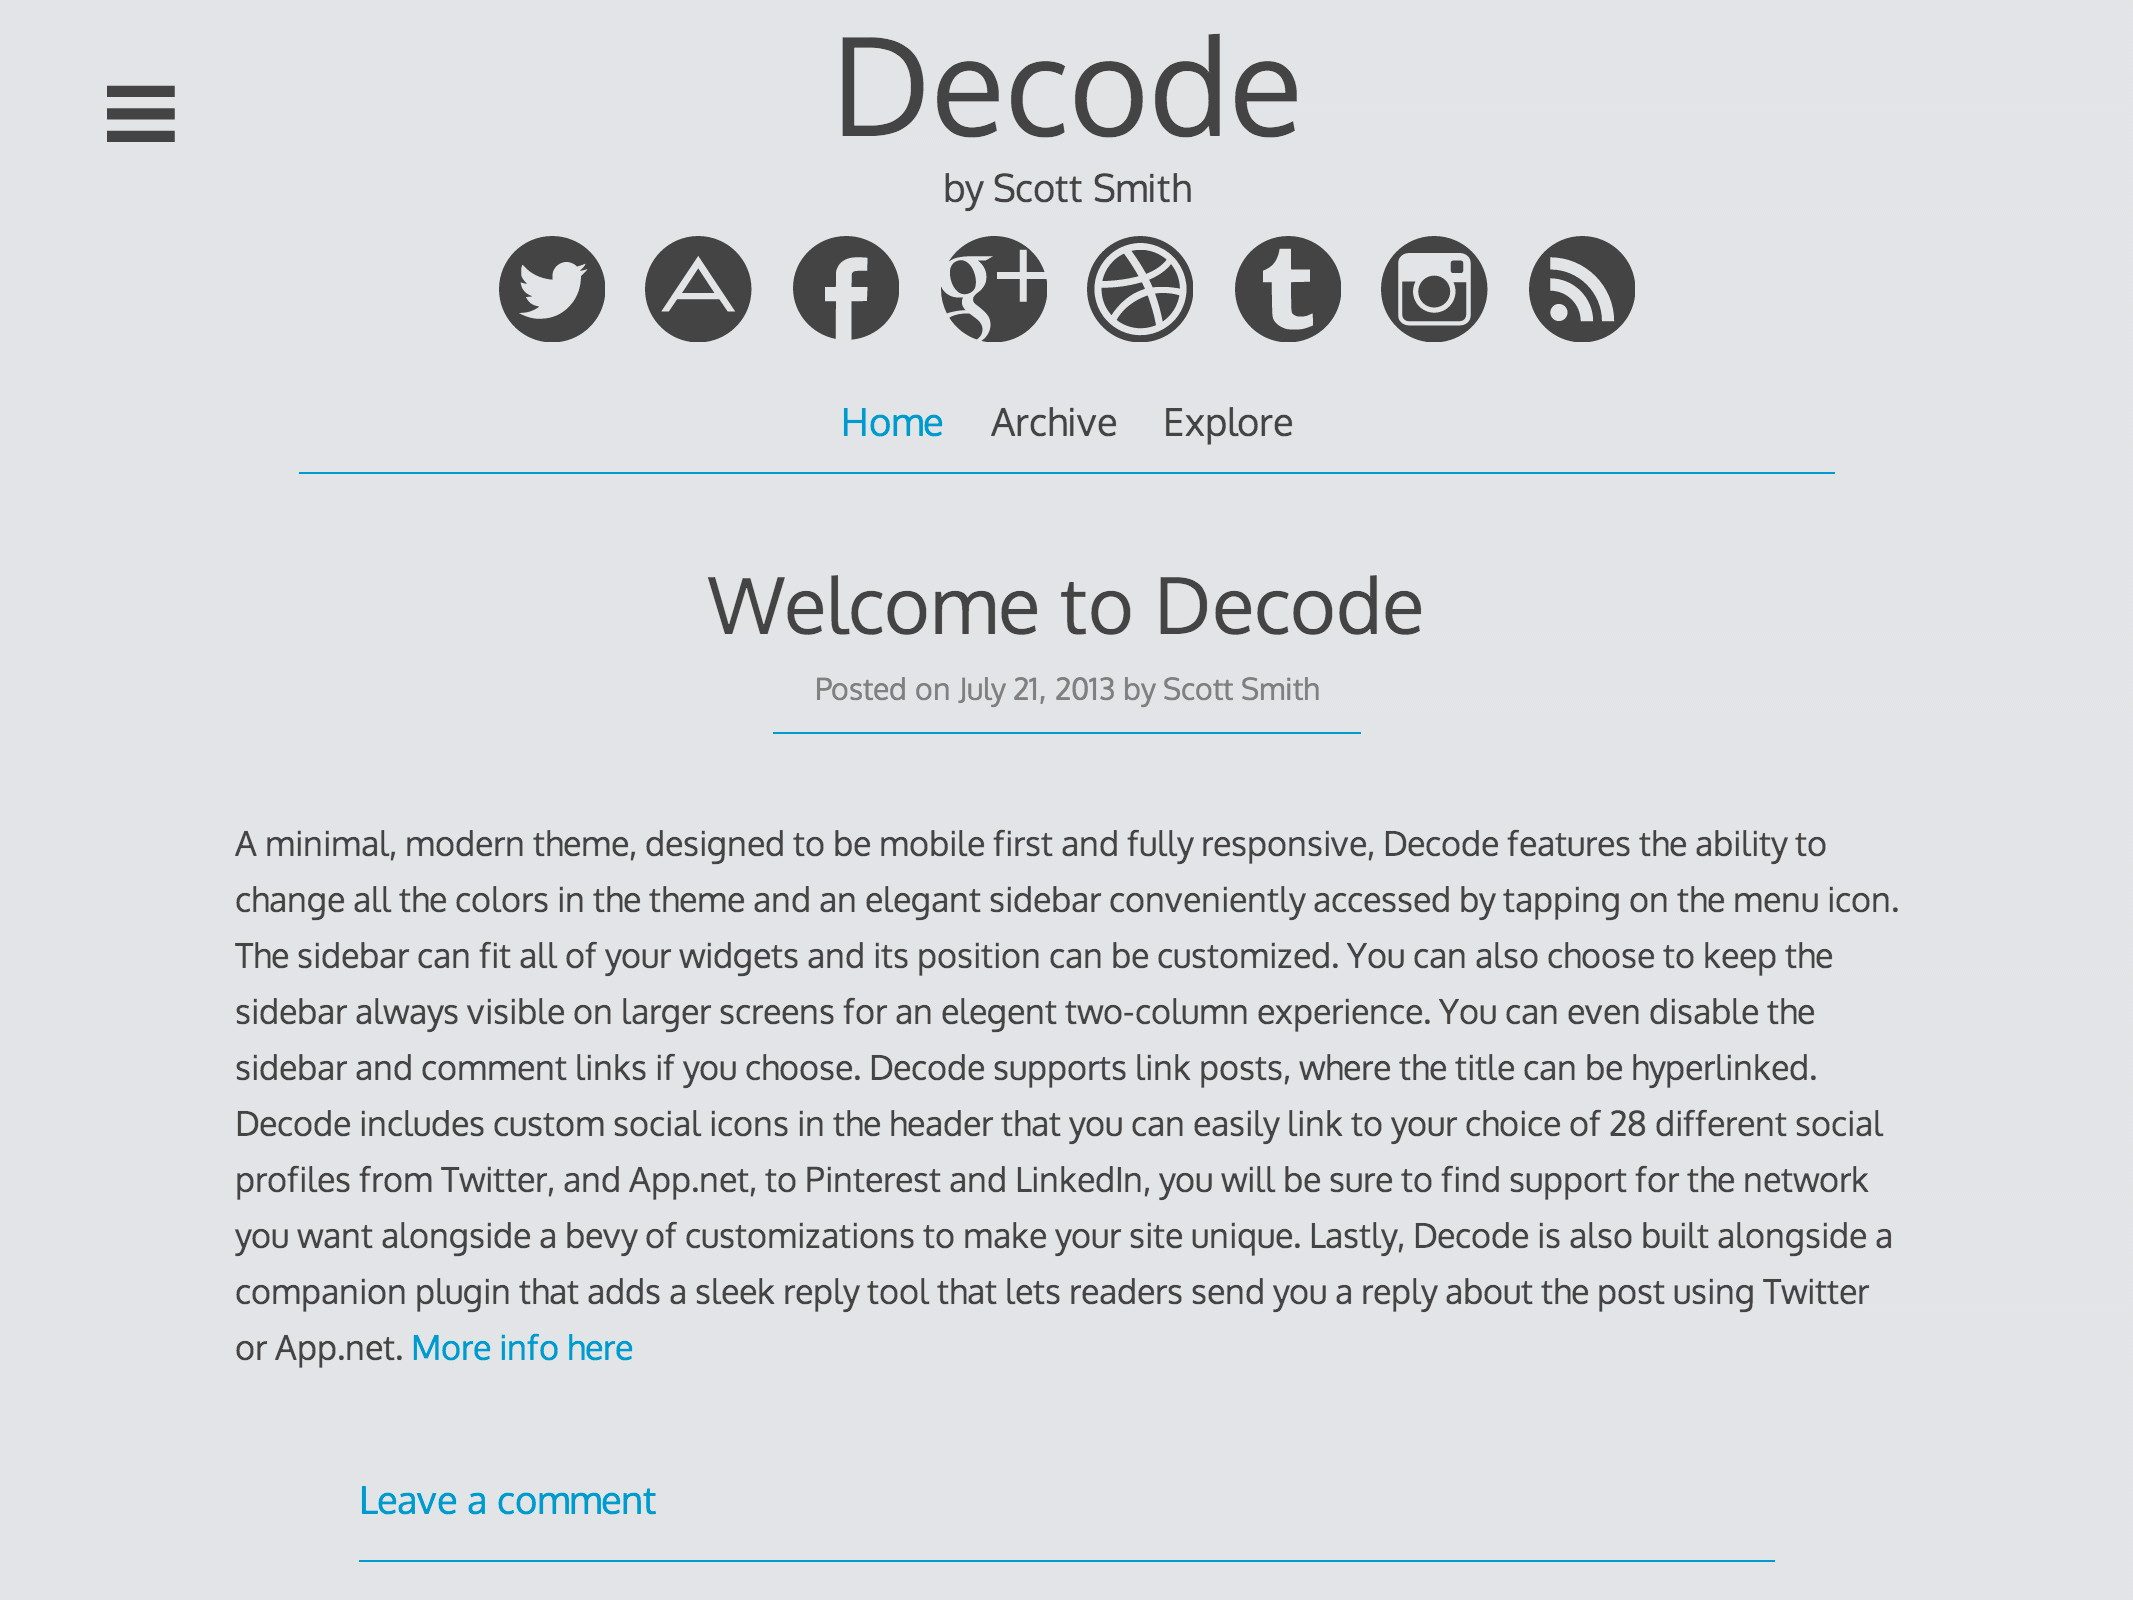 Decode
by Scott Smith
Home Archive Explore
Welcome to Decode
Posted on July 21, 2013 by Scott Smith
A minimal, modern theme, designed to be mobile first and fully responsive, Decode features the ability to
change all the colors in the theme and an elegant sidebar conveniently accessed by tapping on the menu icon.
The sidebar can fit all of your widgets and its position can be customized. You can also choose to keep the
sidebar always visible on larger screens for an elegent two-column experience. You can even disable the
sidebar and comment links if you choose. Decode supports link posts, where the title can be hyperlinked.
Decode includes custom social icons in the header that you can easily link to your choice of 28 different social
profiles from Twitter, and App.net, to Pinterest and LinkedIn, you will be sure to find support for the network
you want alongside a bevy of customizations to make your site unique. Lastly, Decode is also built alongside a
companion plugin that adds a sleek reply tool that lets readers send you a reply about the post using Twitter
or App.net. More info here
Leave a comment